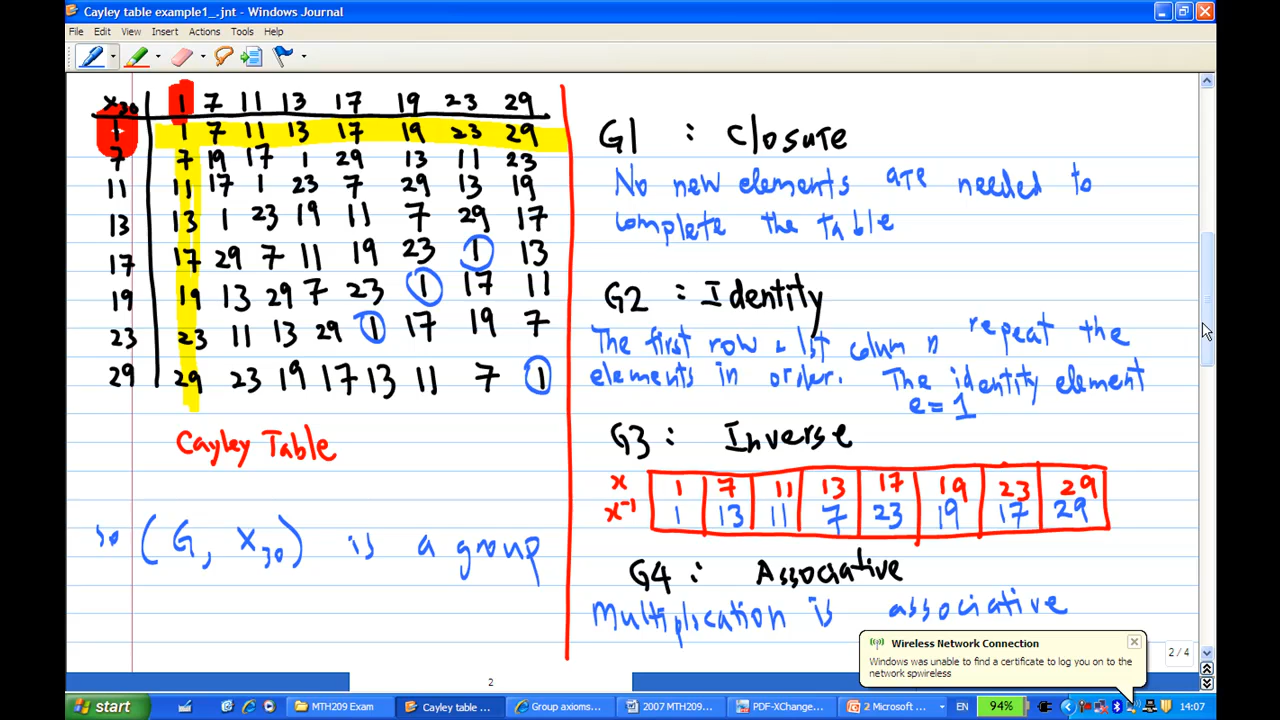 Cayley table example1_.jnt - Windows Journal
File Edit View Insert Actions Tools Help
x30 1 7 11 13 17 19 23 29
1 1 7 11 13 17 19 23 29
7 7 19 17 1 29 13 11 23
11 11 17 1 23 7 29 13 19
13 13 1 23 19 11 7 29 17
17 17 29 7 11 19 23 1 13
19 19 13 29 7 23 1 17 11
23 23 11 13 29 1 17 19 7
29 29 23 19 17 13 11 7 1
Cayley Table
so (G, X30) is a group
G1 : Closure
No new elements are needed to
complete the table
G2 : Identity
The first row & 1st column repeat the
elements in order. The identity element
e = 1
G3 : Inverse
x 1 7 11 13 17 19 23 29
x⁻¹ 1 13 11 7 23 19 17 29
G4 : Associative
Multiplication is associative
Wireless Network Connection
Windows was unable to find a certificate to log you on to the
network spwireless
2 / 4
2
start
MTH209 Exam
Cayley table ...
Group axioms...
2007 MTH209...
PDF-XChange...
2 Microsoft ...
EN
94%
14:07